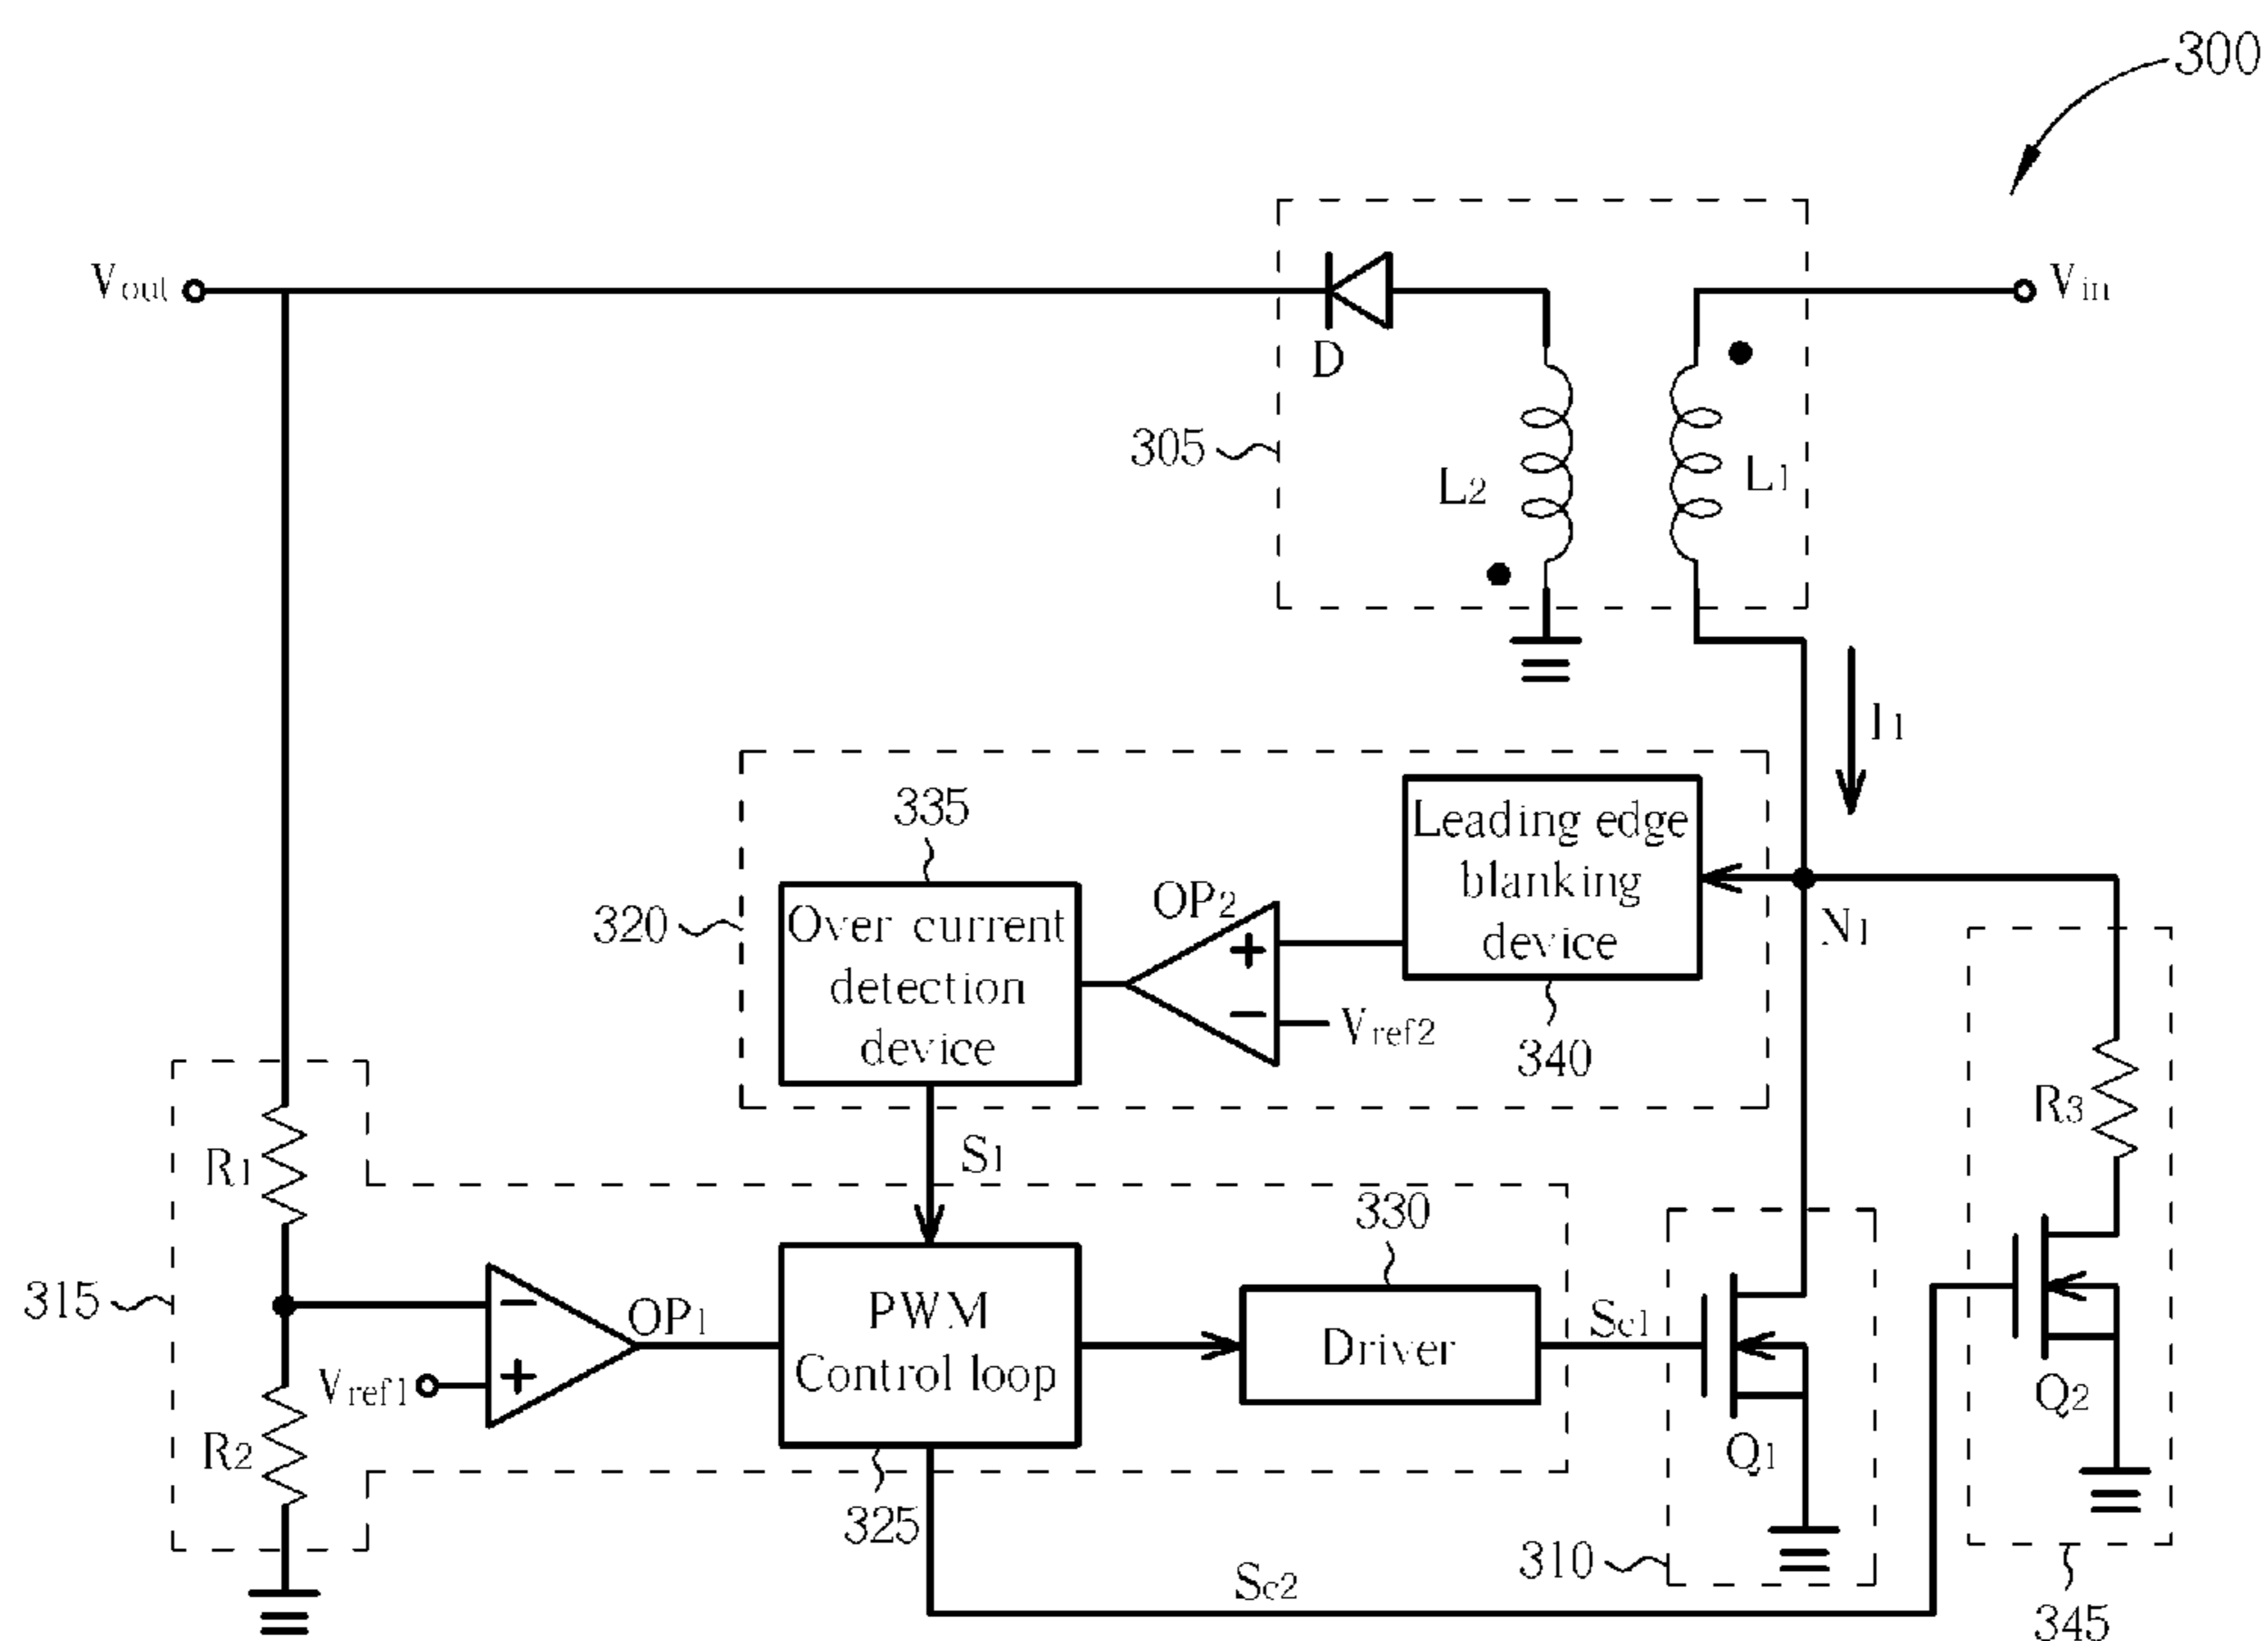 300
Vout
Vin
D
305
L2
L1
I1
335
Leading edge
blanking
device
OP2
320
Over current
detection
device
N1
Vref2
340
R3
S1
R1
330
315
OP1
PWM
Control loop
Driver
Sc1
Vref1
Q2
R2
Q1
325
310
Sc2
345